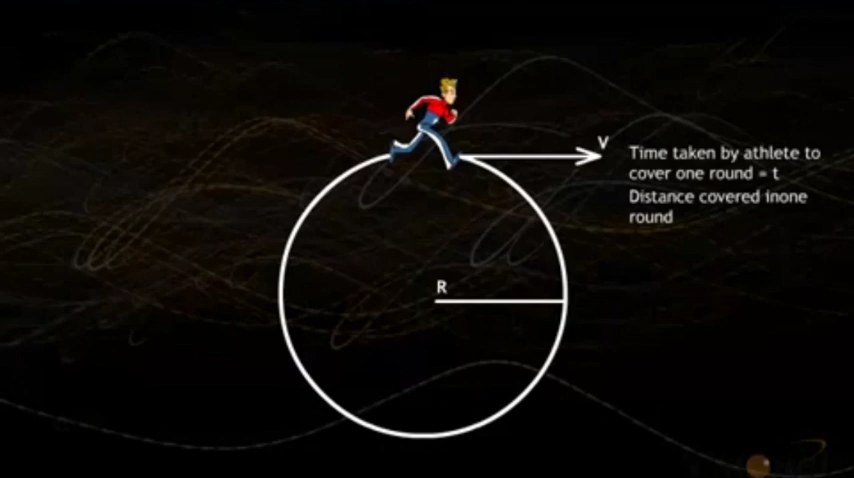 V
Time taken by athlete to
cover one round = t
Distance covered inone
round
R